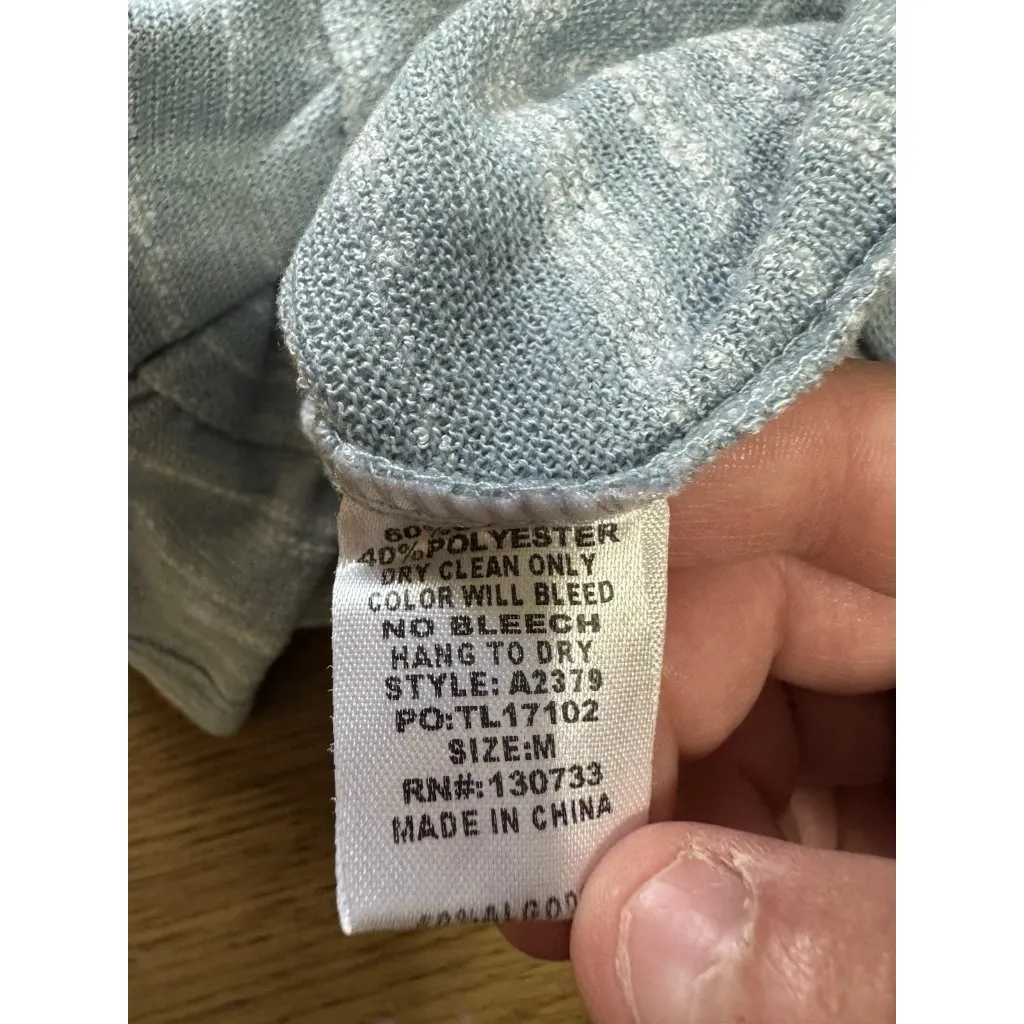 40%POLYESTER
DRY CLEAN ONLY
COLOR WILL BLEED
NO BLEECH
HANG TO DRY
STYLE: A2379
PO:TL17102
SIZE:M
RN#:130733
MADE IN CHINA